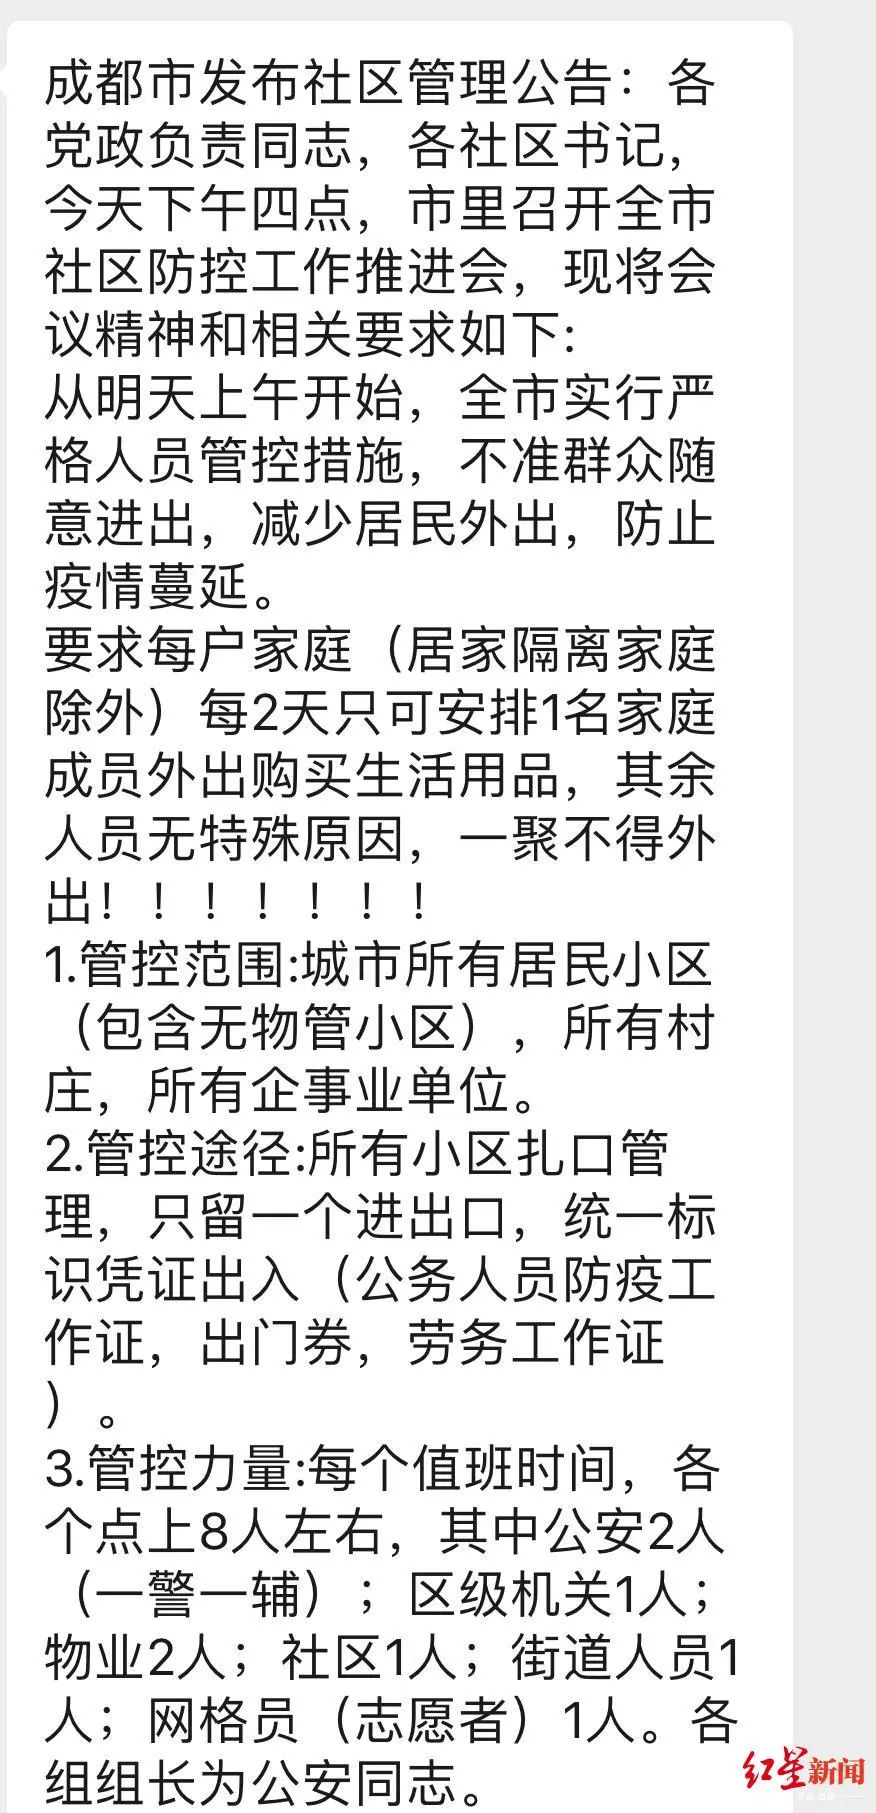 成都市发布社区管理公告：各
党政负责同志，各社区书记，
今天下午四点，市里召开全市
社区防控工作推进会，现将会
议精神和相关要求如下:
从明天上午开始，全市实行严
格人员管控措施，不准群众随
意进出，减少居民外出，防止
疫情蔓延。
要求每户家庭（居家隔离家庭
除外）每2天只可安排1名家庭
成员外出购买生活用品，其余
人员无特殊原因，一聚不得外
出！！！！！！！
1.管控范围:城市所有居民小区
（包含无物管小区），所有村
庄，所有企事业单位。
2.管控途径:所有小区扎口管
理，只留一个进出口，统一标
识凭证出入（公务人员防疫工
作证，出门券，劳务工作证
）。
3.管控力量:每个值班时间，各
个点上8人左右，其中公安2人
（一警一辅）；区级机关1人；
物业2人；社区1人；街道人员1
人；网格员（志愿者）1人。各
组组长为公安同志。
红星新闻